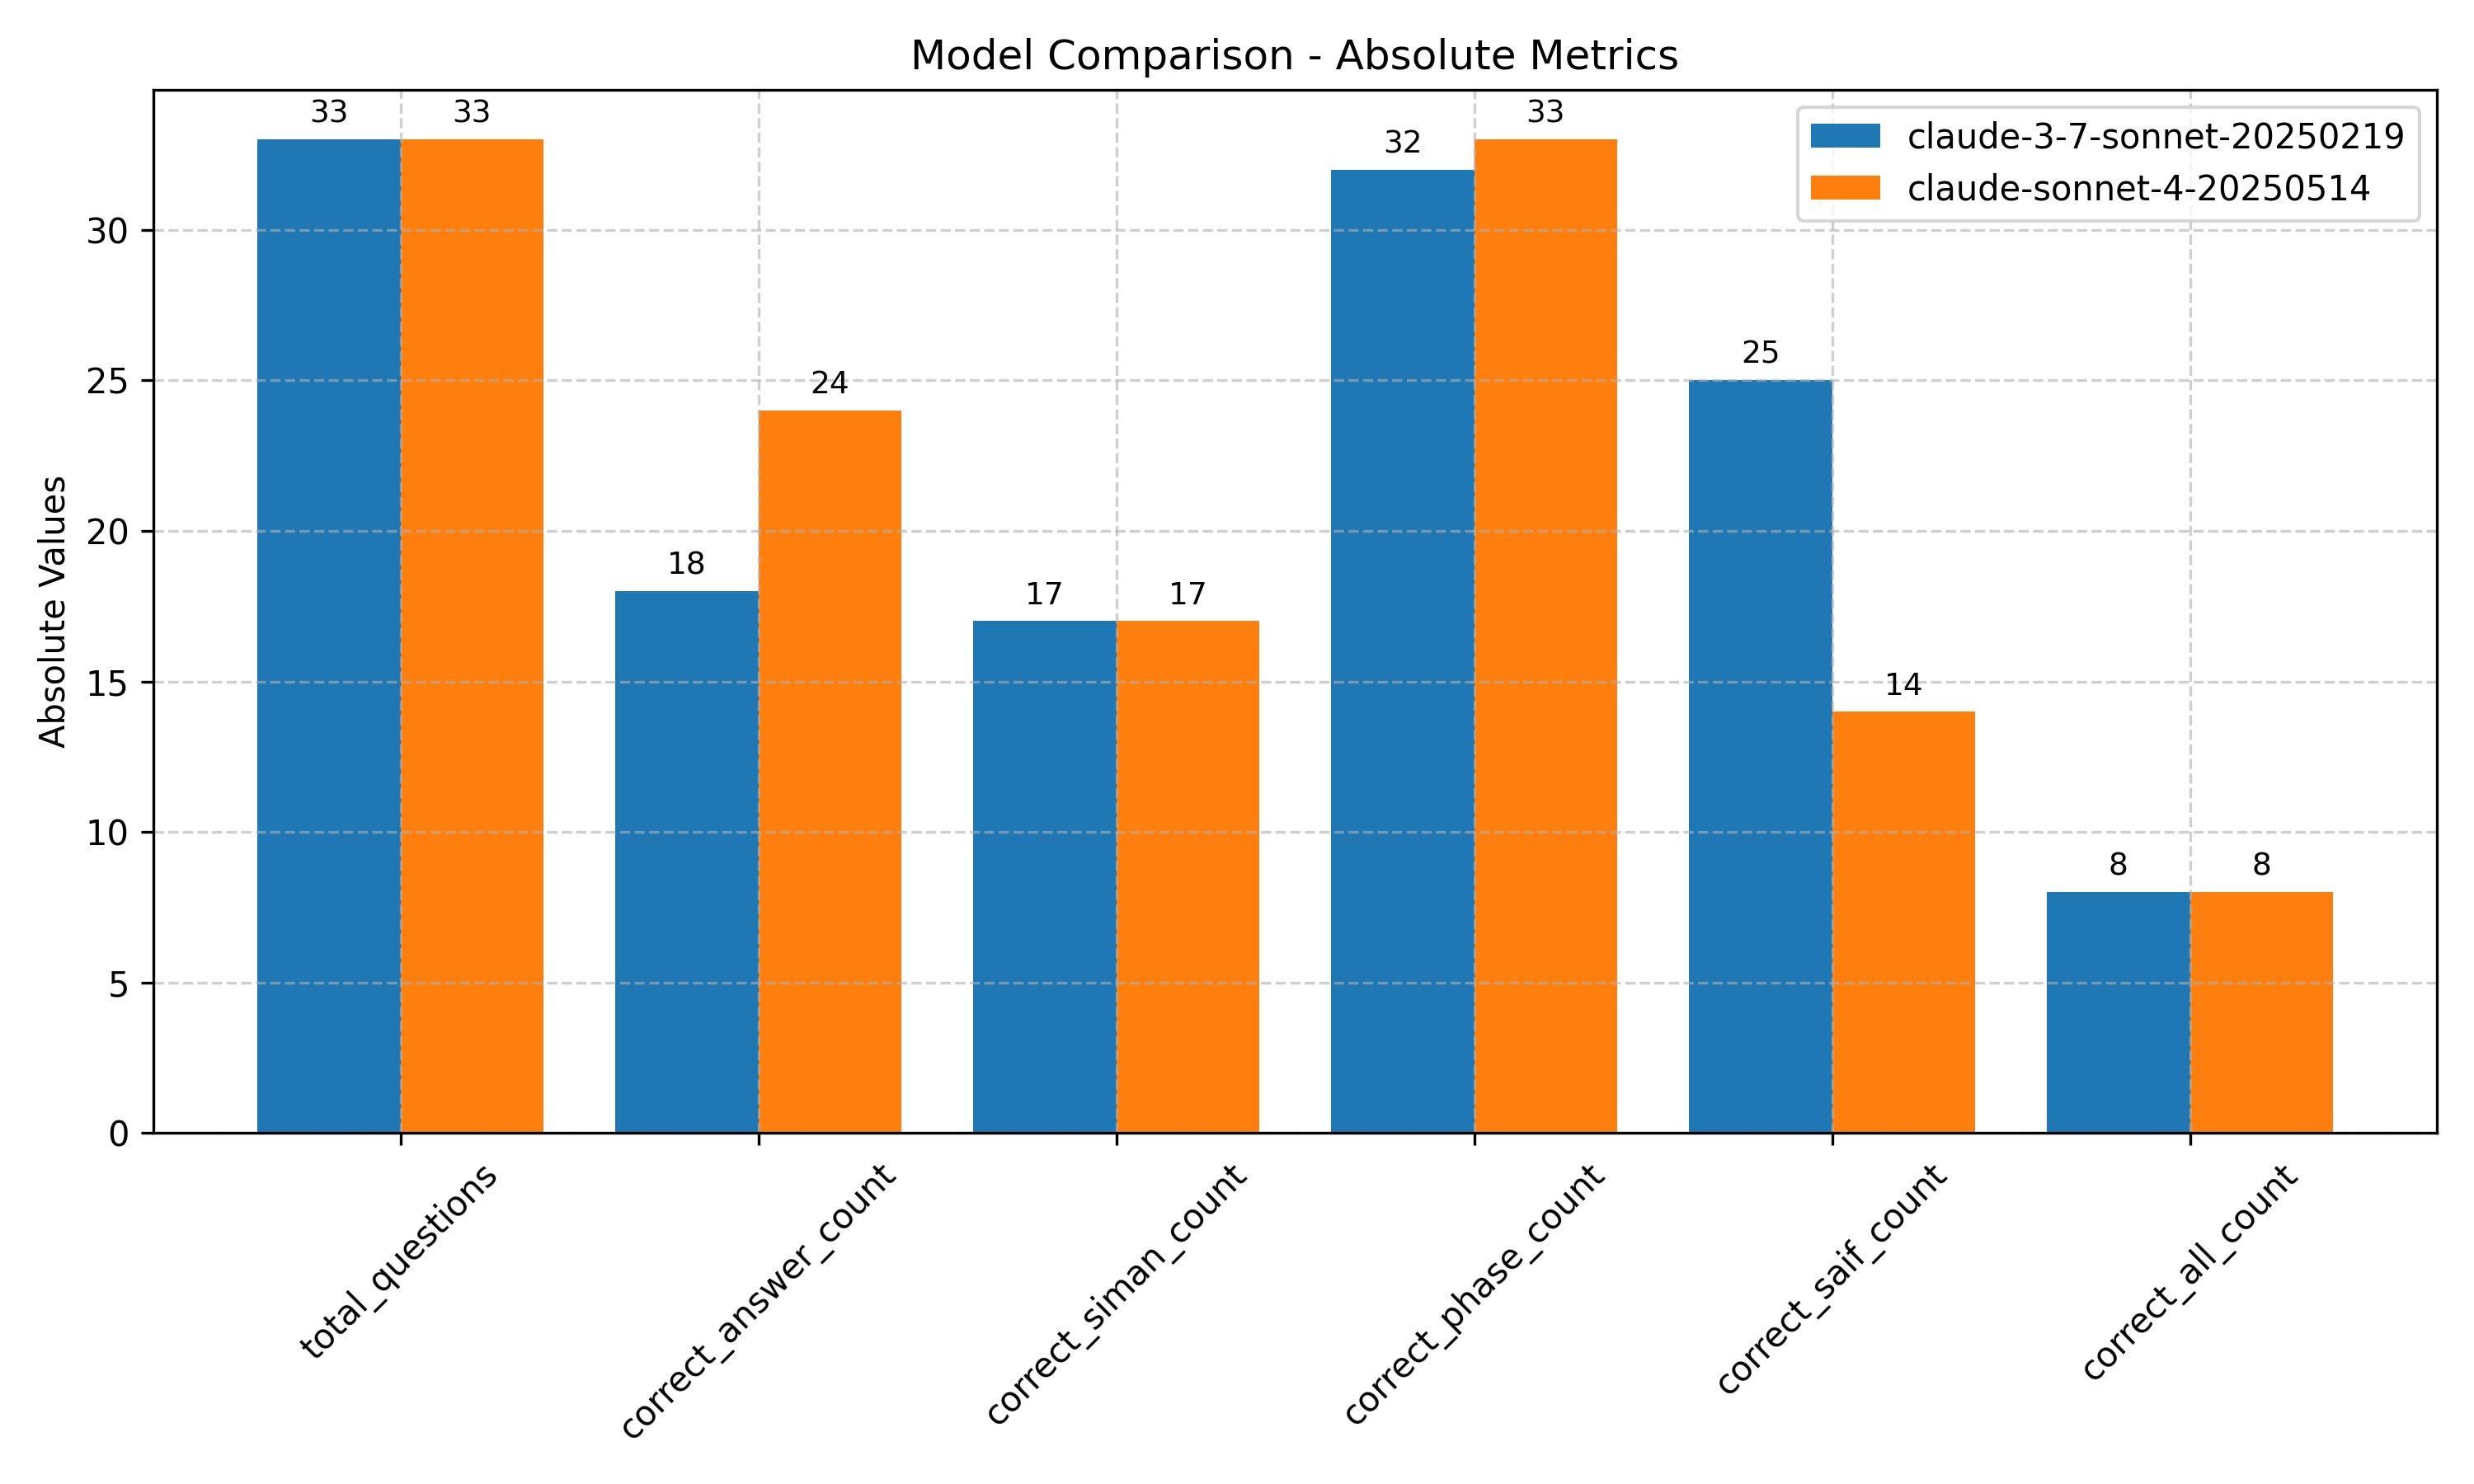 Model Comparison - Absolute Metrics
claude-3-7-sonnet-20250219
claude-sonnet-4-20250514
Absolute Values
30
25
20
15
10
5
0
33
33
18
24
17
17
32
33
25
14
8
8
total_questions
correct_answer_count
correct_siman_count
correct_phase_count
correct_saif_count
correct_all_count